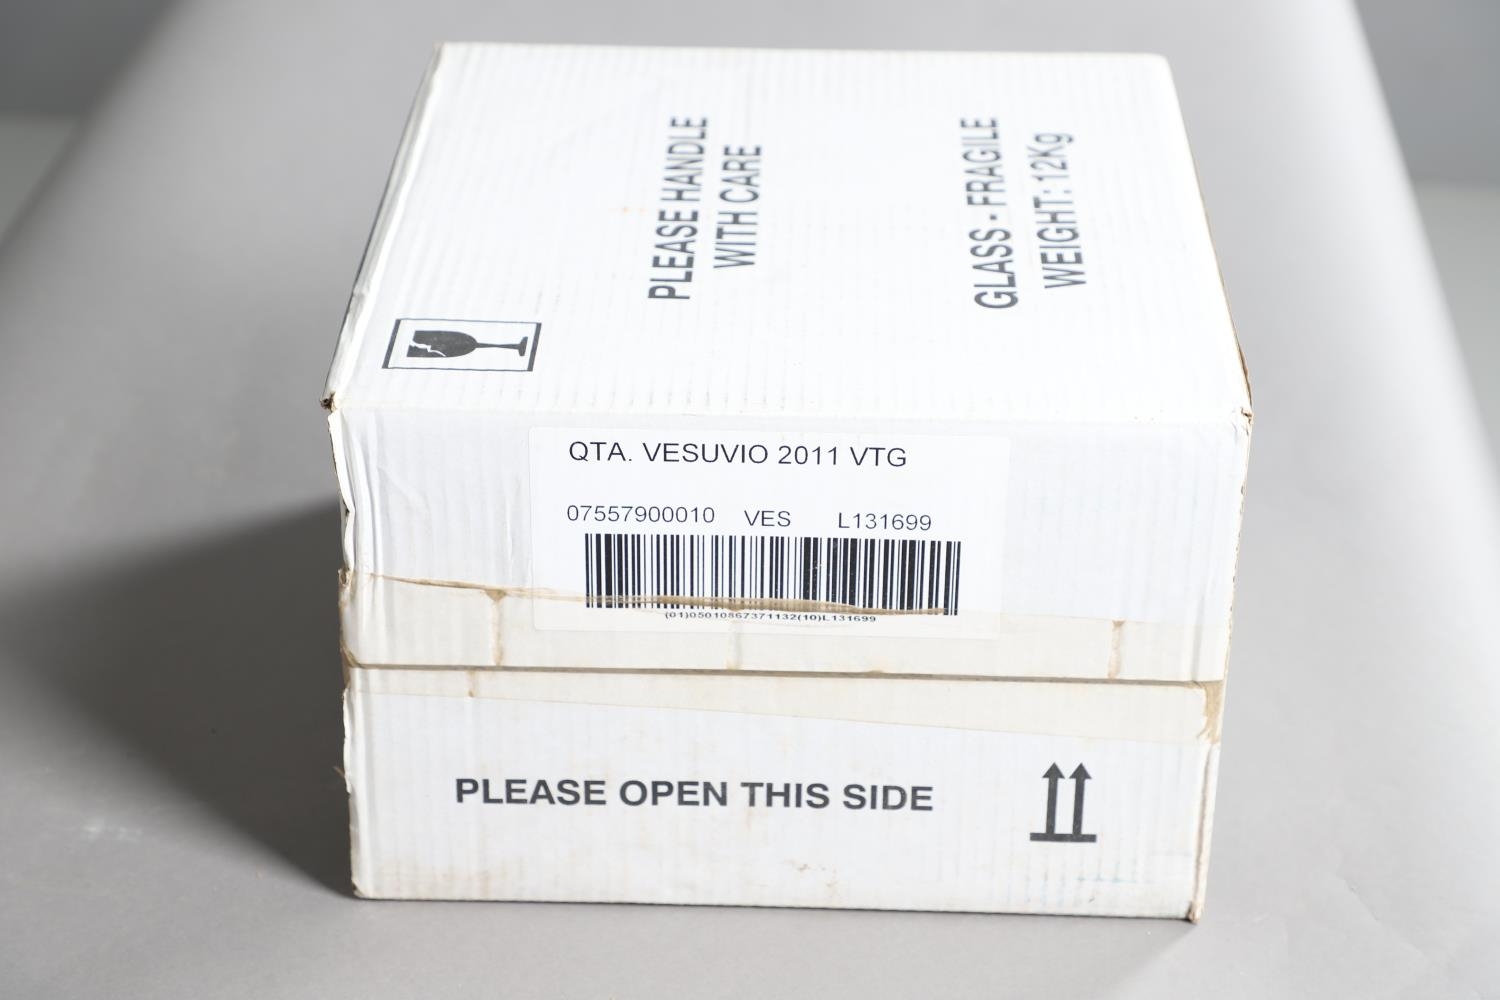 PLEASE HANDLE
WITH CARE
GLASS - FRAGILE
WEIGHT: 12Kg
QTA. VESUVIO 2011 VTG
07557900010 VES L131699
(01)05010867371132(10)L131699
PLEASE OPEN THIS SIDE